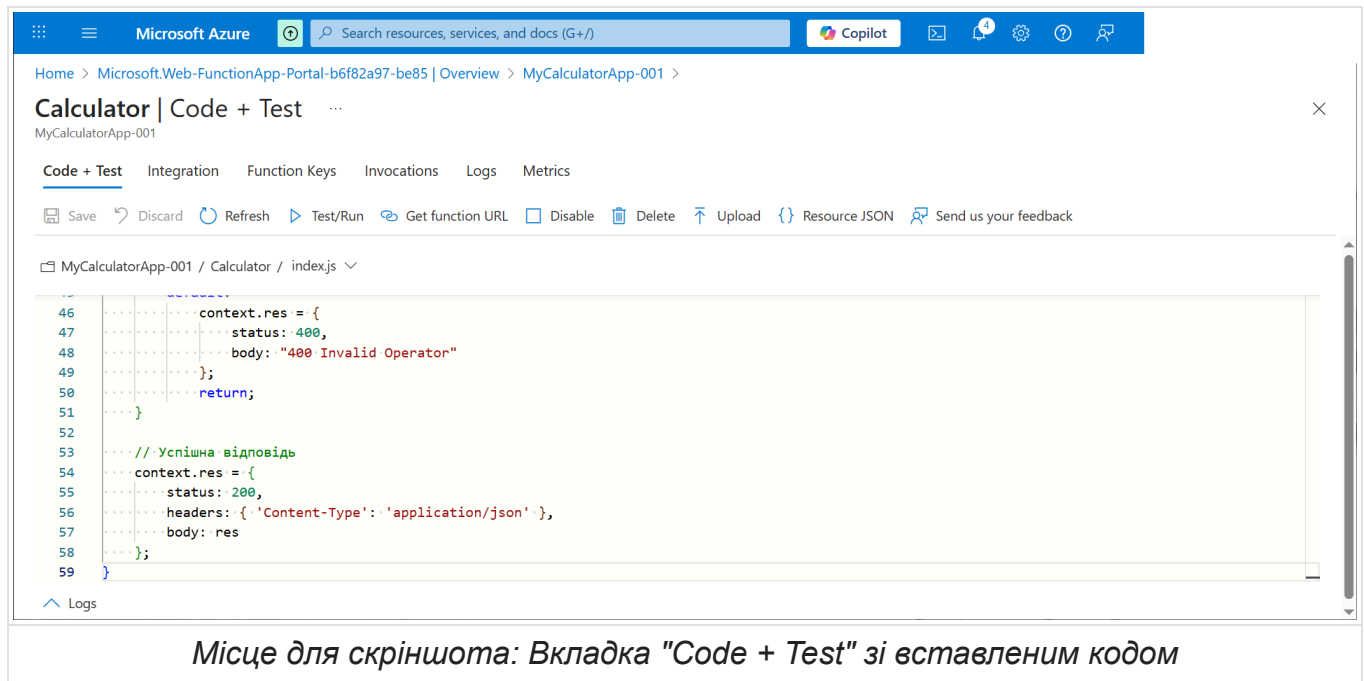 Microsoft Azure Search resources, services, and docs (G+/) Copilot 4
Home > Microsoft.Web-FunctionApp-Portal-b6f82a97-be85 | Overview > MyCalculatorApp-001 >
Calculator | Code + Test ...
MyCalculatorApp-001
Code + Test Integration Function Keys Invocations Logs Metrics
Save Discard Refresh Test/Run Get function URL Disable Delete Upload {} Resource JSON Send us your feedback
MyCalculatorApp-001 / Calculator / index.js
45 default:
46 context.res = {
47 status: 400,
48 body: "400 Invalid Operator"
49 };
50 return;
51 }
52
53 // Успішна відповідь
54 context.res = {
55 status: 200,
56 headers: { 'Content-Type': 'application/json' },
57 body: res
58 };
59 }
Logs
Місце для скріншота: Вкладка "Code + Test" зі вставленим кодом